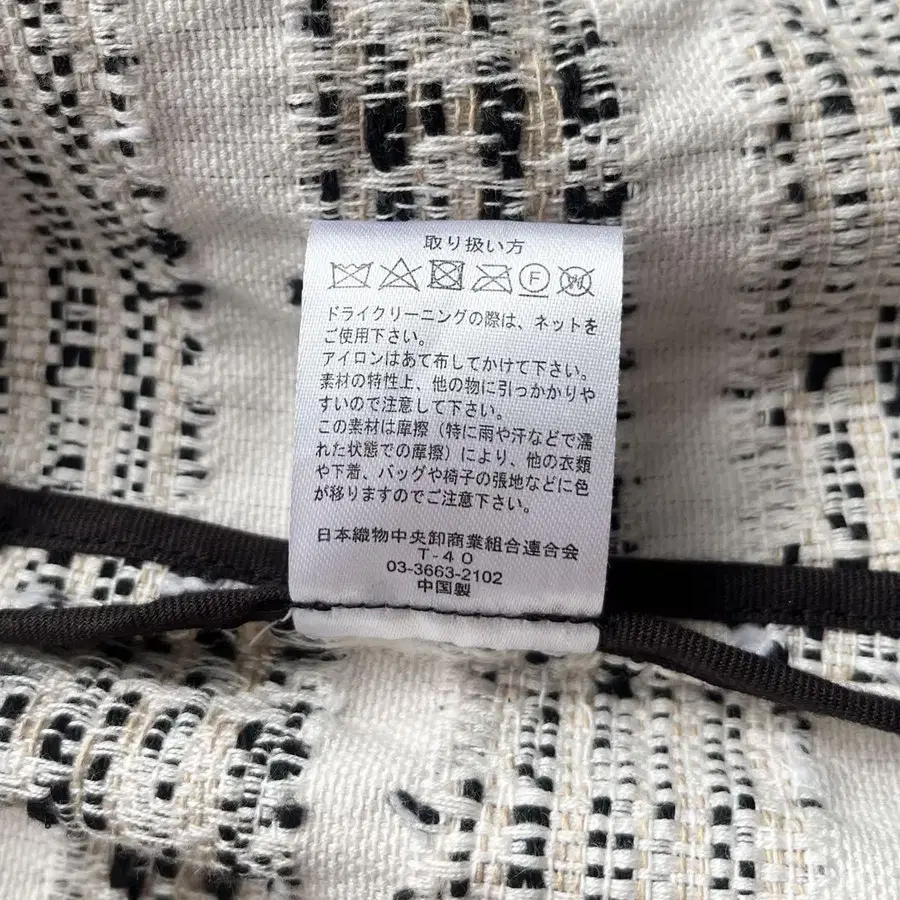 取り扱い方
F W
ドライクリーニングの際は、ネットを
ご使用下さい。
アイロンはあて布してかけて下さい。
素材の特性上、他の物に引っかかりや
すいので注意して下さい。
この素材は摩擦（特に雨や汗などで濡
れた状態での摩擦）により、他の衣類
や下着、バッグや椅子の張地などに色
が移りますのでご注意下さい。
日本織物中央卸商業組合連合会
T-40
03-3663-2102
中国製